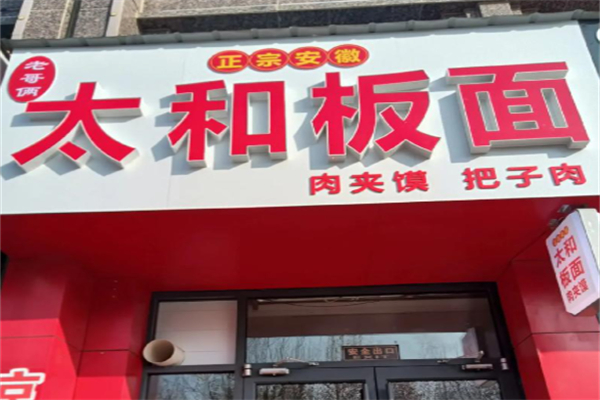 老哥俩
正宗安徽
太和板面
肉夹馍 把子肉
太和
板面
肉夹馍
安全出口